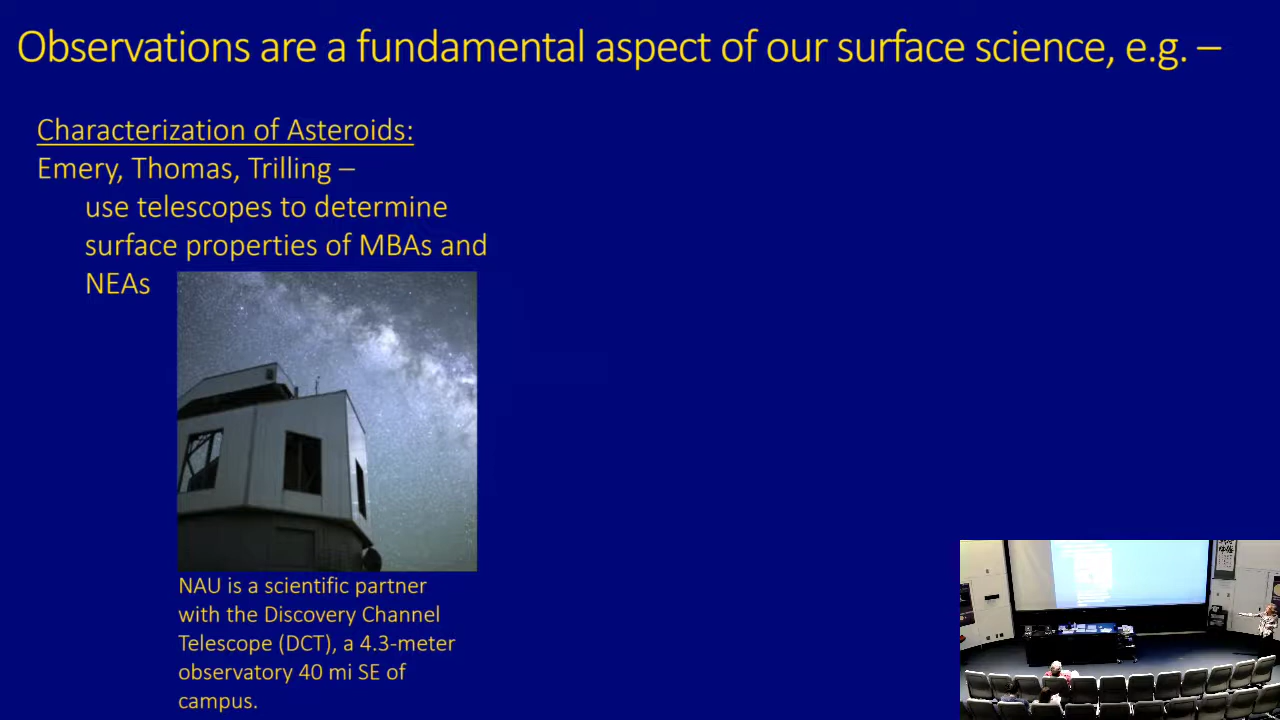 Observations are a fundamental aspect of our surface science, e.g. –
Characterization of Asteroids:
Emery, Thomas, Trilling –
use telescopes to determine
surface properties of MBAs and
NEAs
NAU is a scientific partner
with the Discovery Channel
Telescope (DCT), a 4.3-meter
observatory 40 mi SE of
campus.